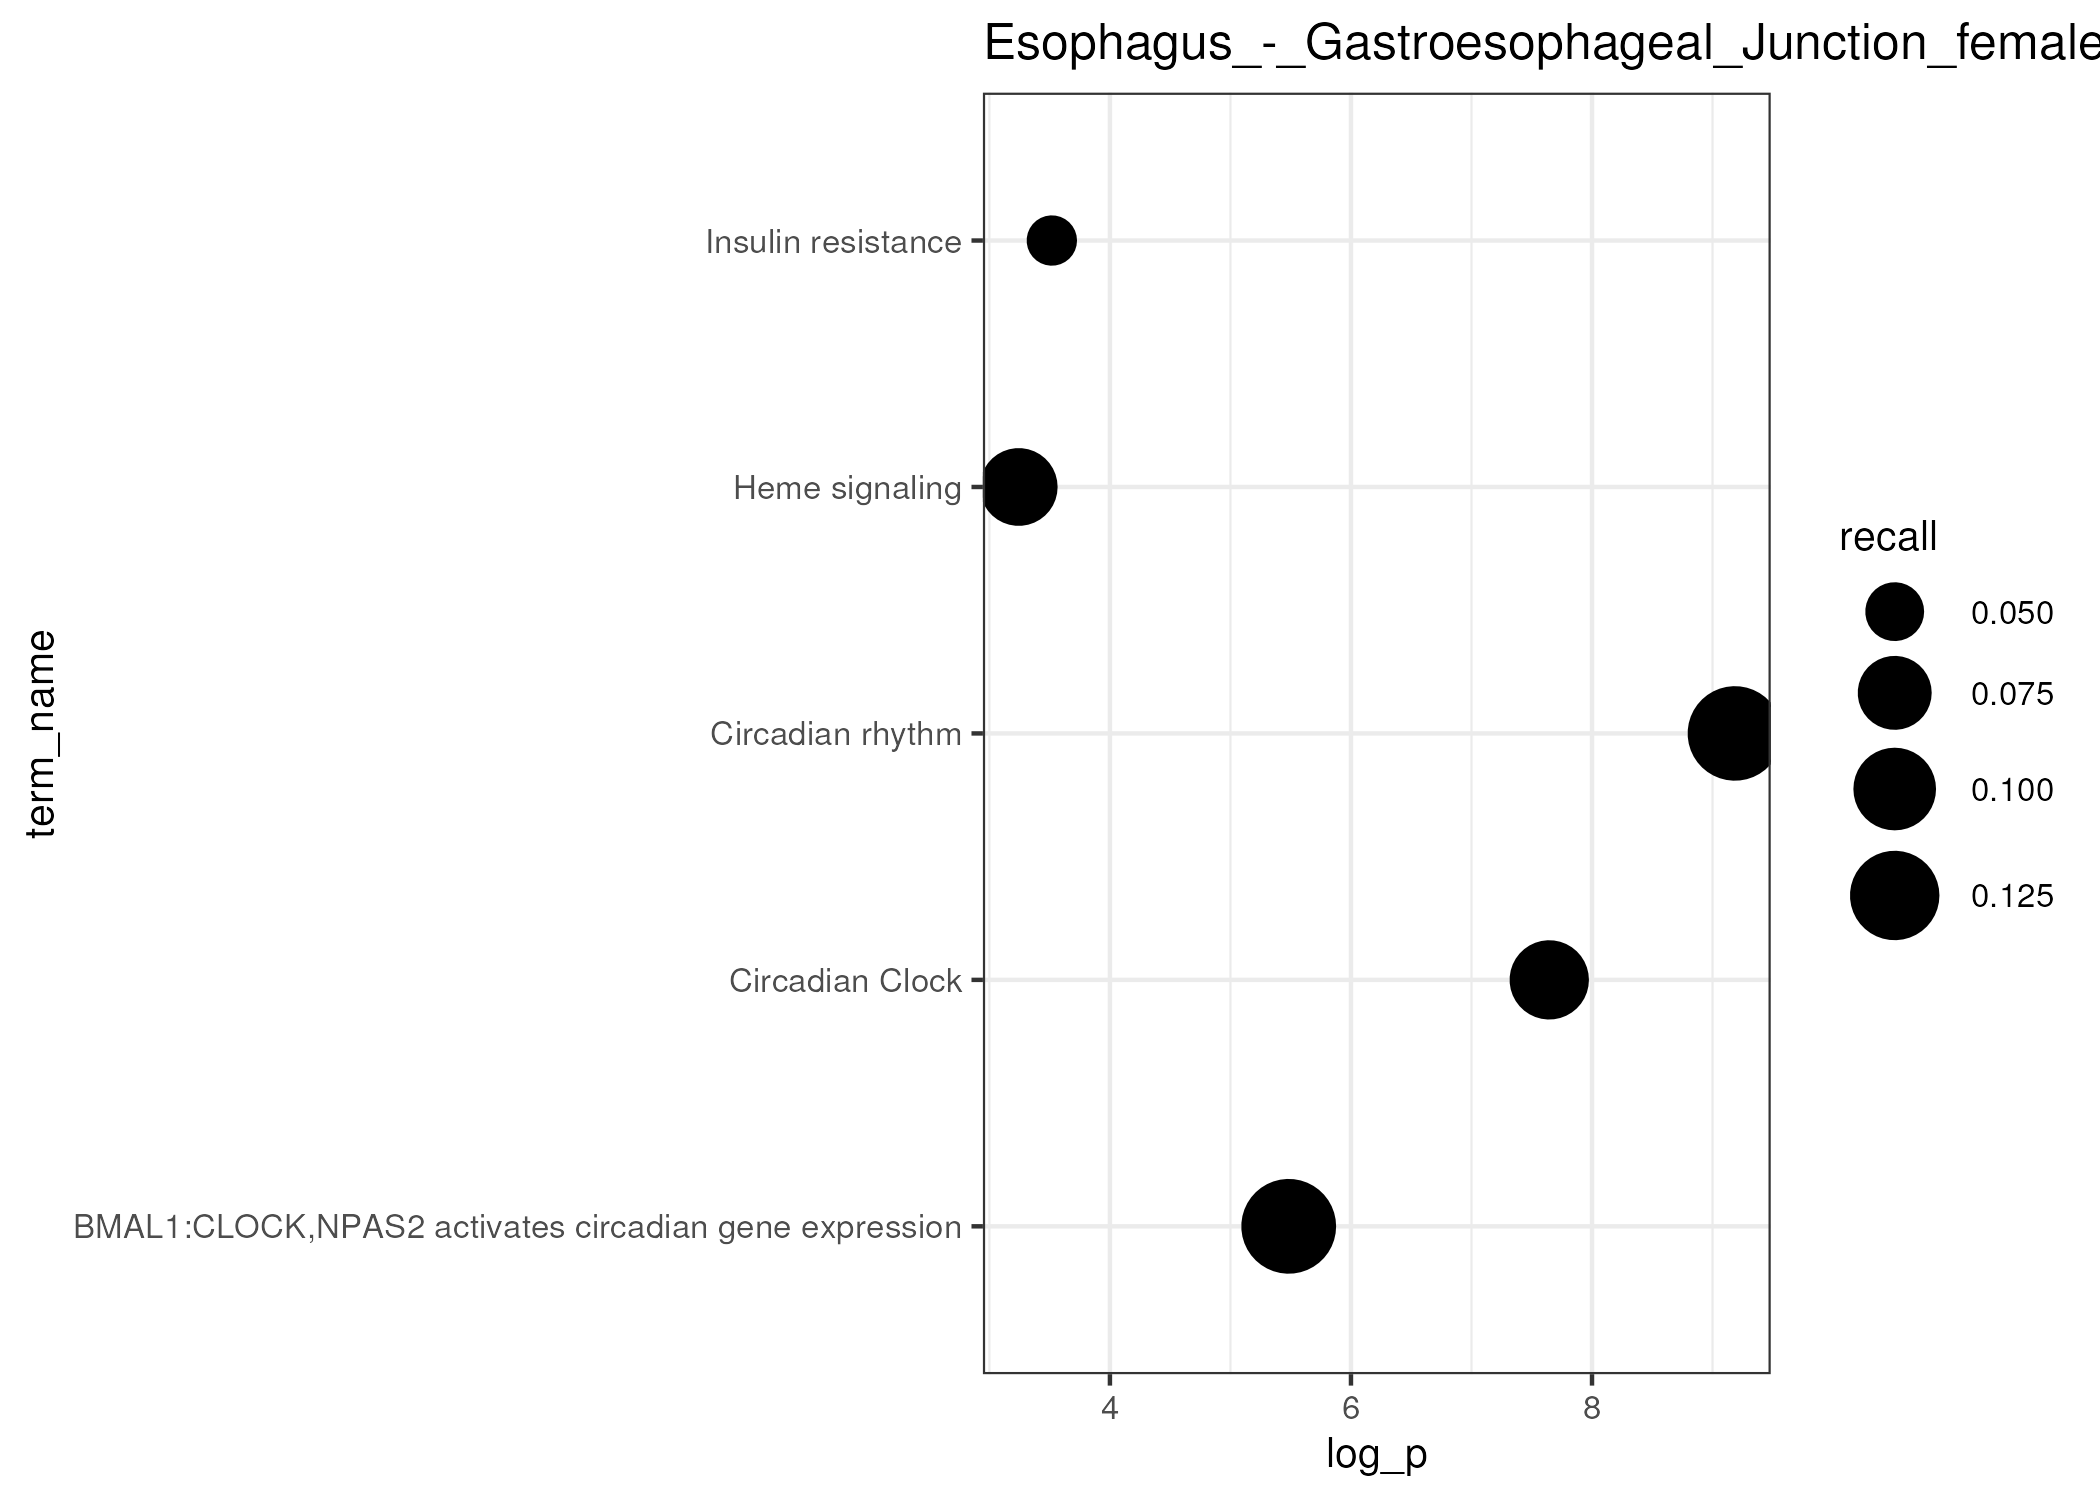 Esophagus_-_Gastroesophageal_Junction_female
Insulin resistance
Heme signaling
Circadian rhythm
Circadian Clock
BMAL1:CLOCK,NPAS2 activates circadian gene expression
term_name
4
6
8
log_p
recall
0.050
0.075
0.100
0.125